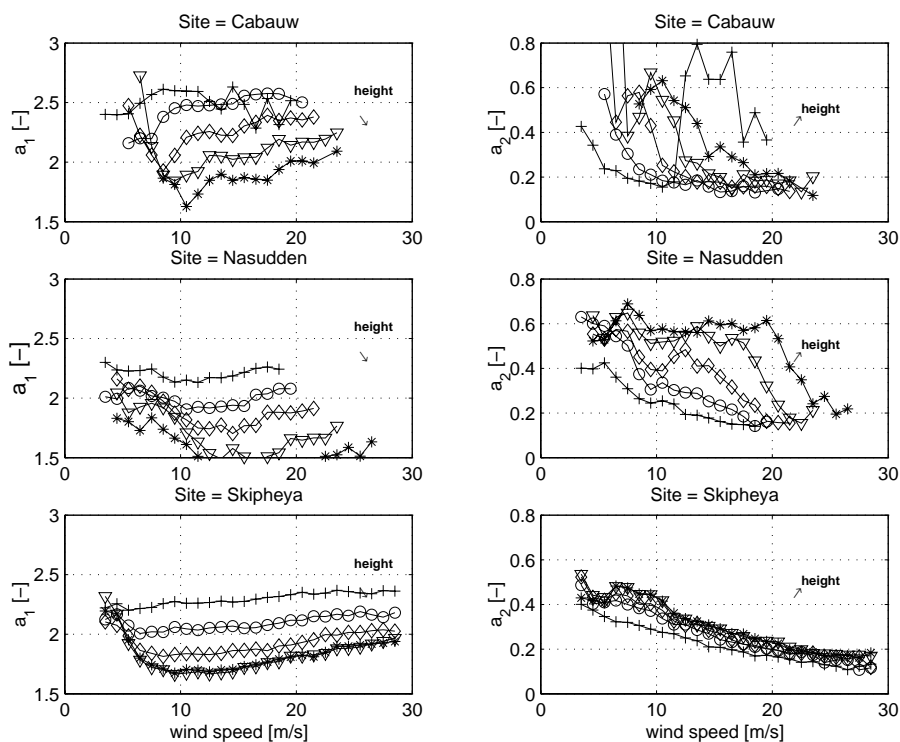 Site = Cabauw
3
2.5
2
1.5
a1 [–]
height
0 10 20 30
Site = Cabauw
0.8
0.6
0.4
0.2
0
a2 [–]
height
0 10 20 30
Site = Nasudden
3
2.5
2
1.5
a1 [–]
height
0 10 20 30
Site = Nasudden
0.8
0.6
0.4
0.2
0
a2 [–]
height
0 10 20 30
Site = Skipheya
3
2.5
2
1.5
a1 [–]
height
0 10 20 30
wind speed [m/s]
Site = Skipheya
0.8
0.6
0.4
0.2
0
a2 [–]
height
0 10 20 30
wind speed [m/s]